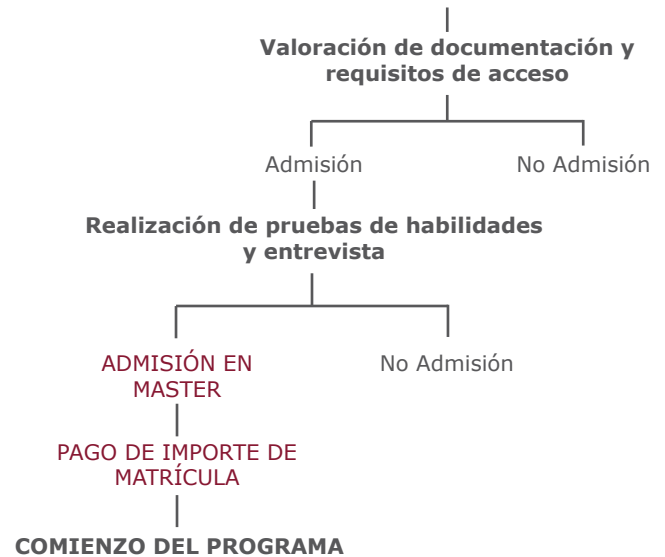 Valoración de documentación y
requisitos de acceso
Admisión
No Admisión
Realización de pruebas de habilidades
y entrevista
ADMISIÓN EN
MASTER
No Admisión
PAGO DE IMPORTE DE
MATRÍCULA
COMIENZO DEL PROGRAMA